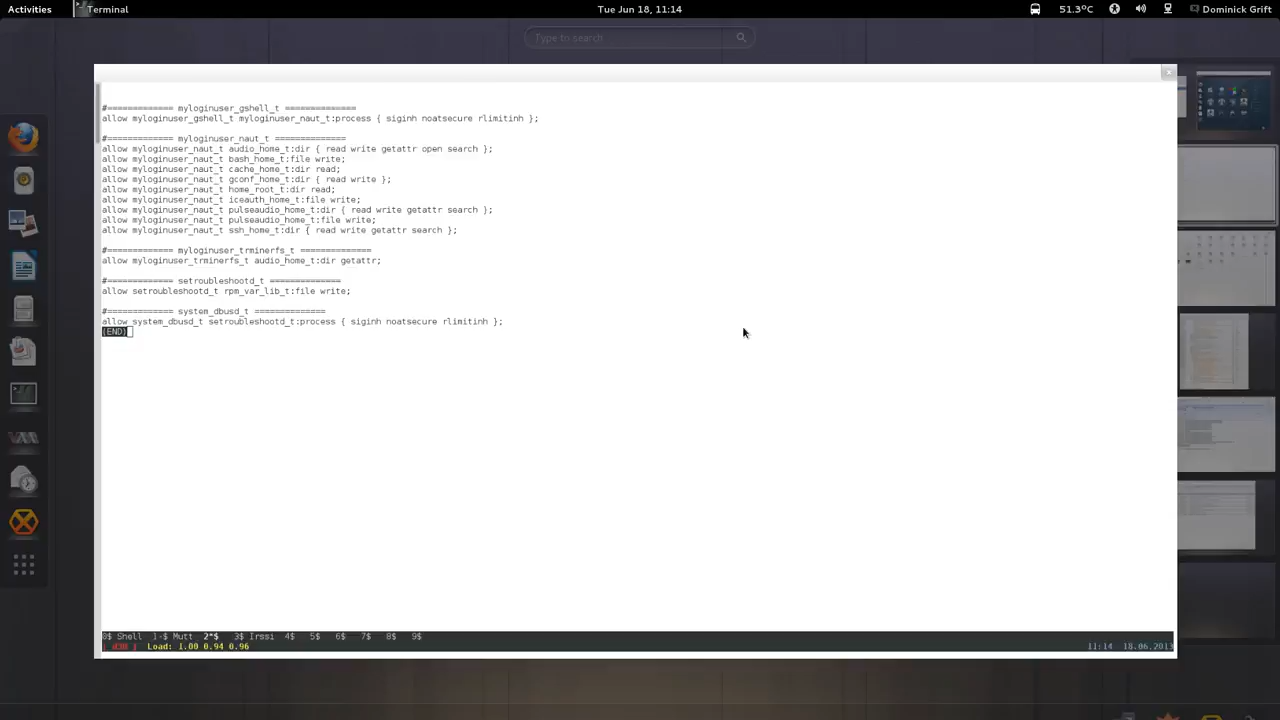 Activities
Terminal
Tue Jun 18, 11:14
51.3°C
Dominick Grift
Type to search
#============= myloginuser_gshell_t ==============
allow myloginuser_gshell_t myloginuser_naut_t:process { siginh noatsecure rlimitinh };
#============= myloginuser_naut_t ==============
allow myloginuser_naut_t audio_home_t:dir { read write getattr open search };
allow myloginuser_naut_t bash_home_t:file write;
allow myloginuser_naut_t cache_home_t:dir read;
allow myloginuser_naut_t gconf_home_t:dir { read write };
allow myloginuser_naut_t home_root_t:dir read;
allow myloginuser_naut_t iceauth_home_t:file write;
allow myloginuser_naut_t pulseaudio_home_t:dir { read write getattr search };
allow myloginuser_naut_t pulseaudio_home_t:file write;
allow myloginuser_naut_t ssh_home_t:dir { read write getattr search };
#============= myloginuser_trminerfs_t ==============
allow myloginuser_trminerfs_t audio_home_t:dir getattr;
#============= setroubleshootd_t ==============
allow setroubleshootd_t rpm_var_lib_t:file write;
#============= system_dbusd_t ==============
allow system_dbusd_t setroubleshootd_t:process { siginh noatsecure rlimitinh };
(END)
0$ Shell 1-$ Mutt 2*$ 3$ Irssi 4$ 5$ 6$ 7$ 8$ 9$
[ d30 ] Load: 1.00 0.94 0.96 11:14 18.06.2013